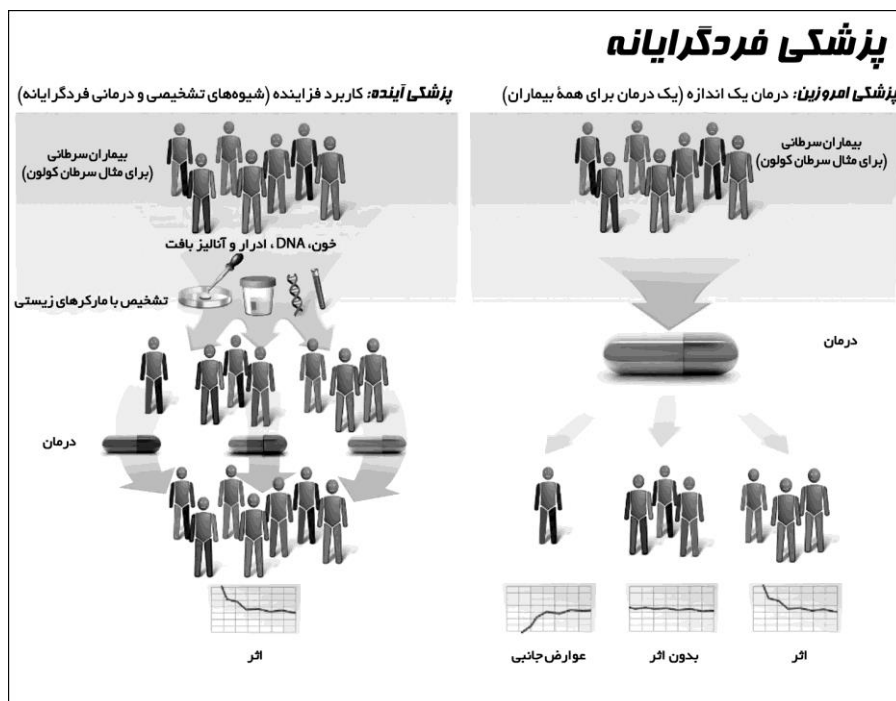 پزشکی فردگرایانه
پزشکی امروزین: درمان یک اندازه (یک درمان برای همهٔ بیماران)
بیماران سرطانی
(برای مثال سرطان کولون)
درمان
اثر
بدون اثر
عوارض جانبی
پزشکی آینده: کاربرد فزاینده (شیوه‌های تشخیصی و درمانی فردگرایانه)
بیماران سرطانی
(برای مثال سرطان کولون)
خون، DNA، ادرار و آنالیز بافت
تشخیص با مارکرهای زیستی
درمان
اثر